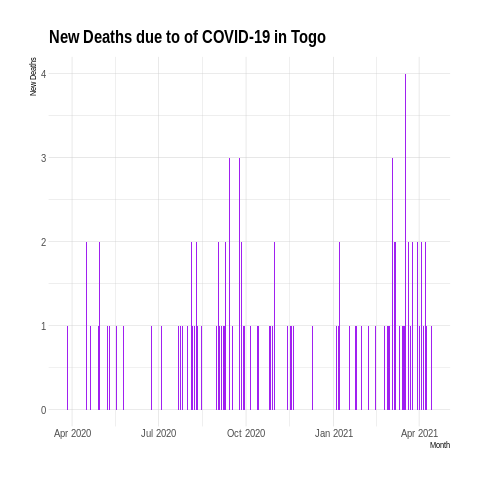 New Deaths due to of COVID-19 in Togo
New Deaths
4
3
2
1
0
Apr 2020 Jul 2020 Oct 2020 Jan 2021 Apr 2021
Month